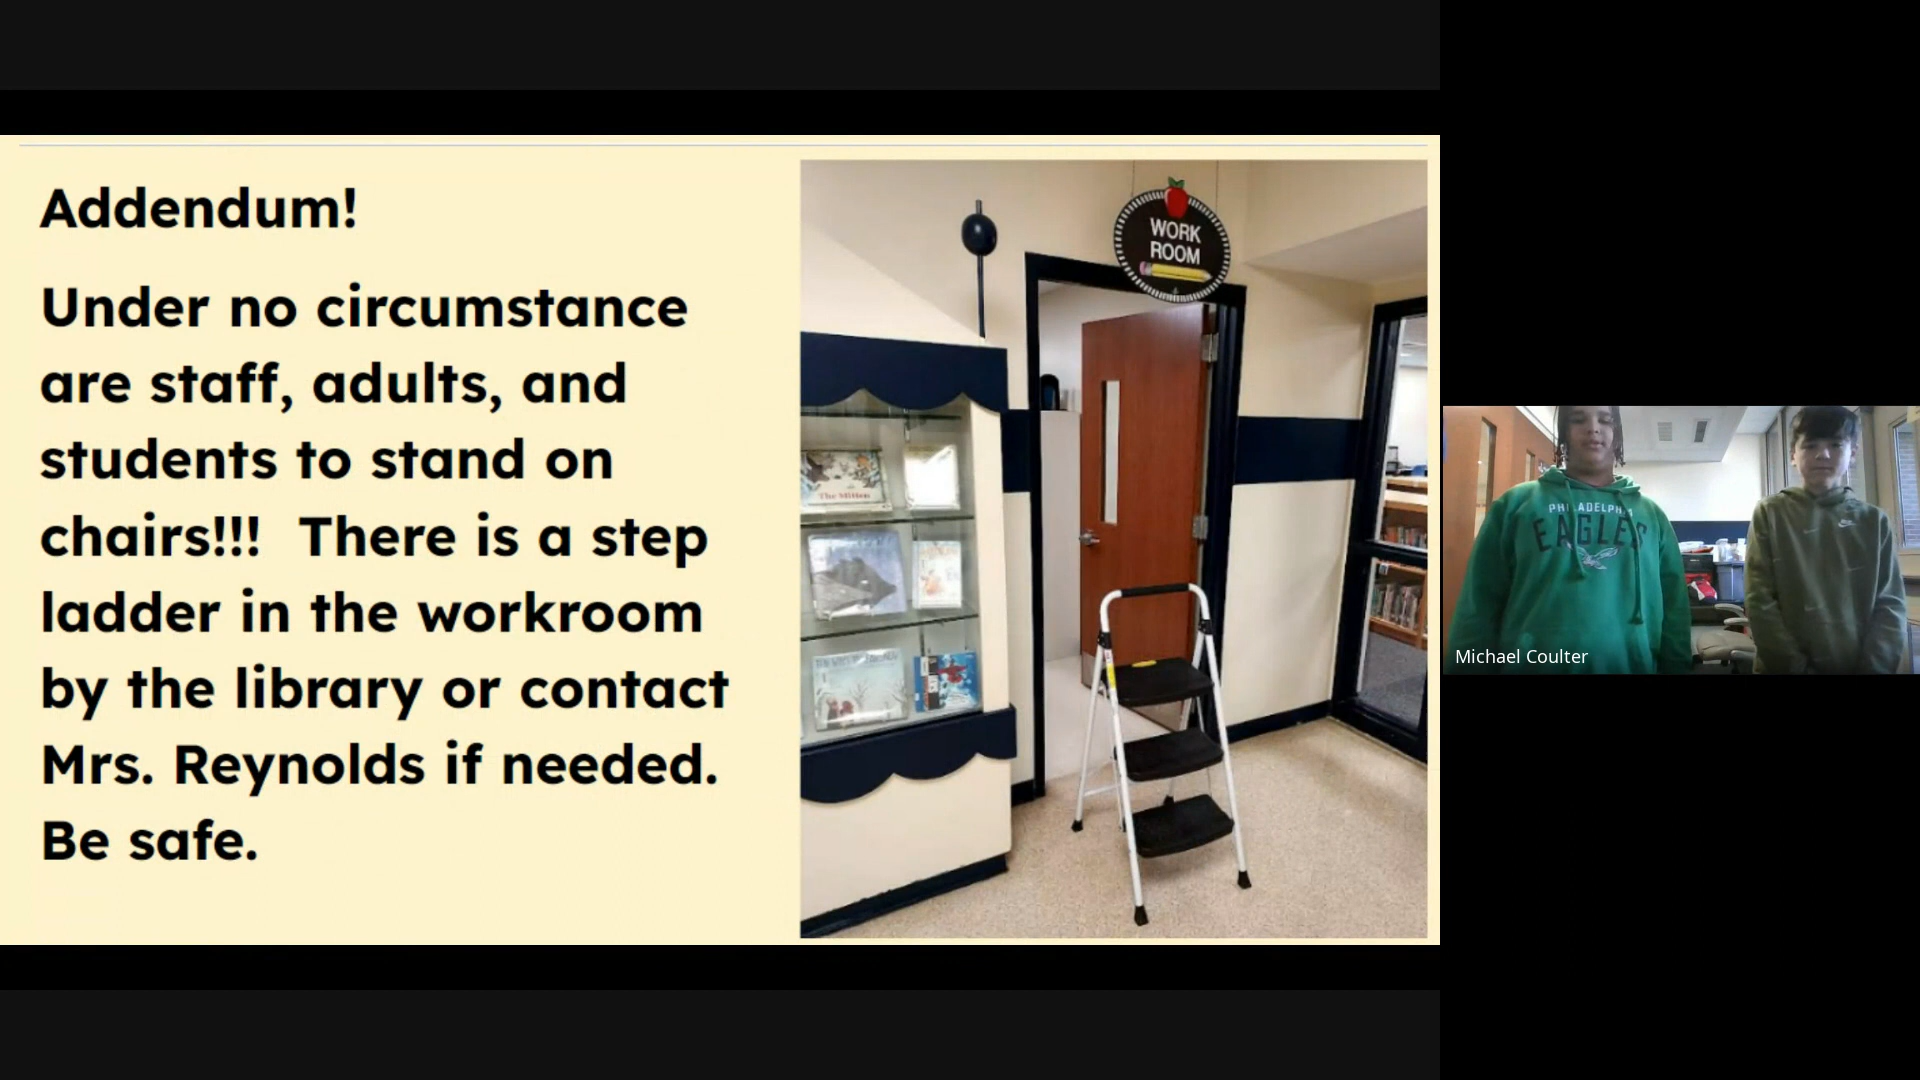 Addendum!
Under no circumstance
are staff, adults, and
students to stand on
chairs!!!  There is a step
ladder in the workroom
by the library or contact
Mrs. Reynolds if needed.
Be safe.
WORK
ROOM
The Mitten
PHILADELPHIA
EAGLES
Michael Coulter